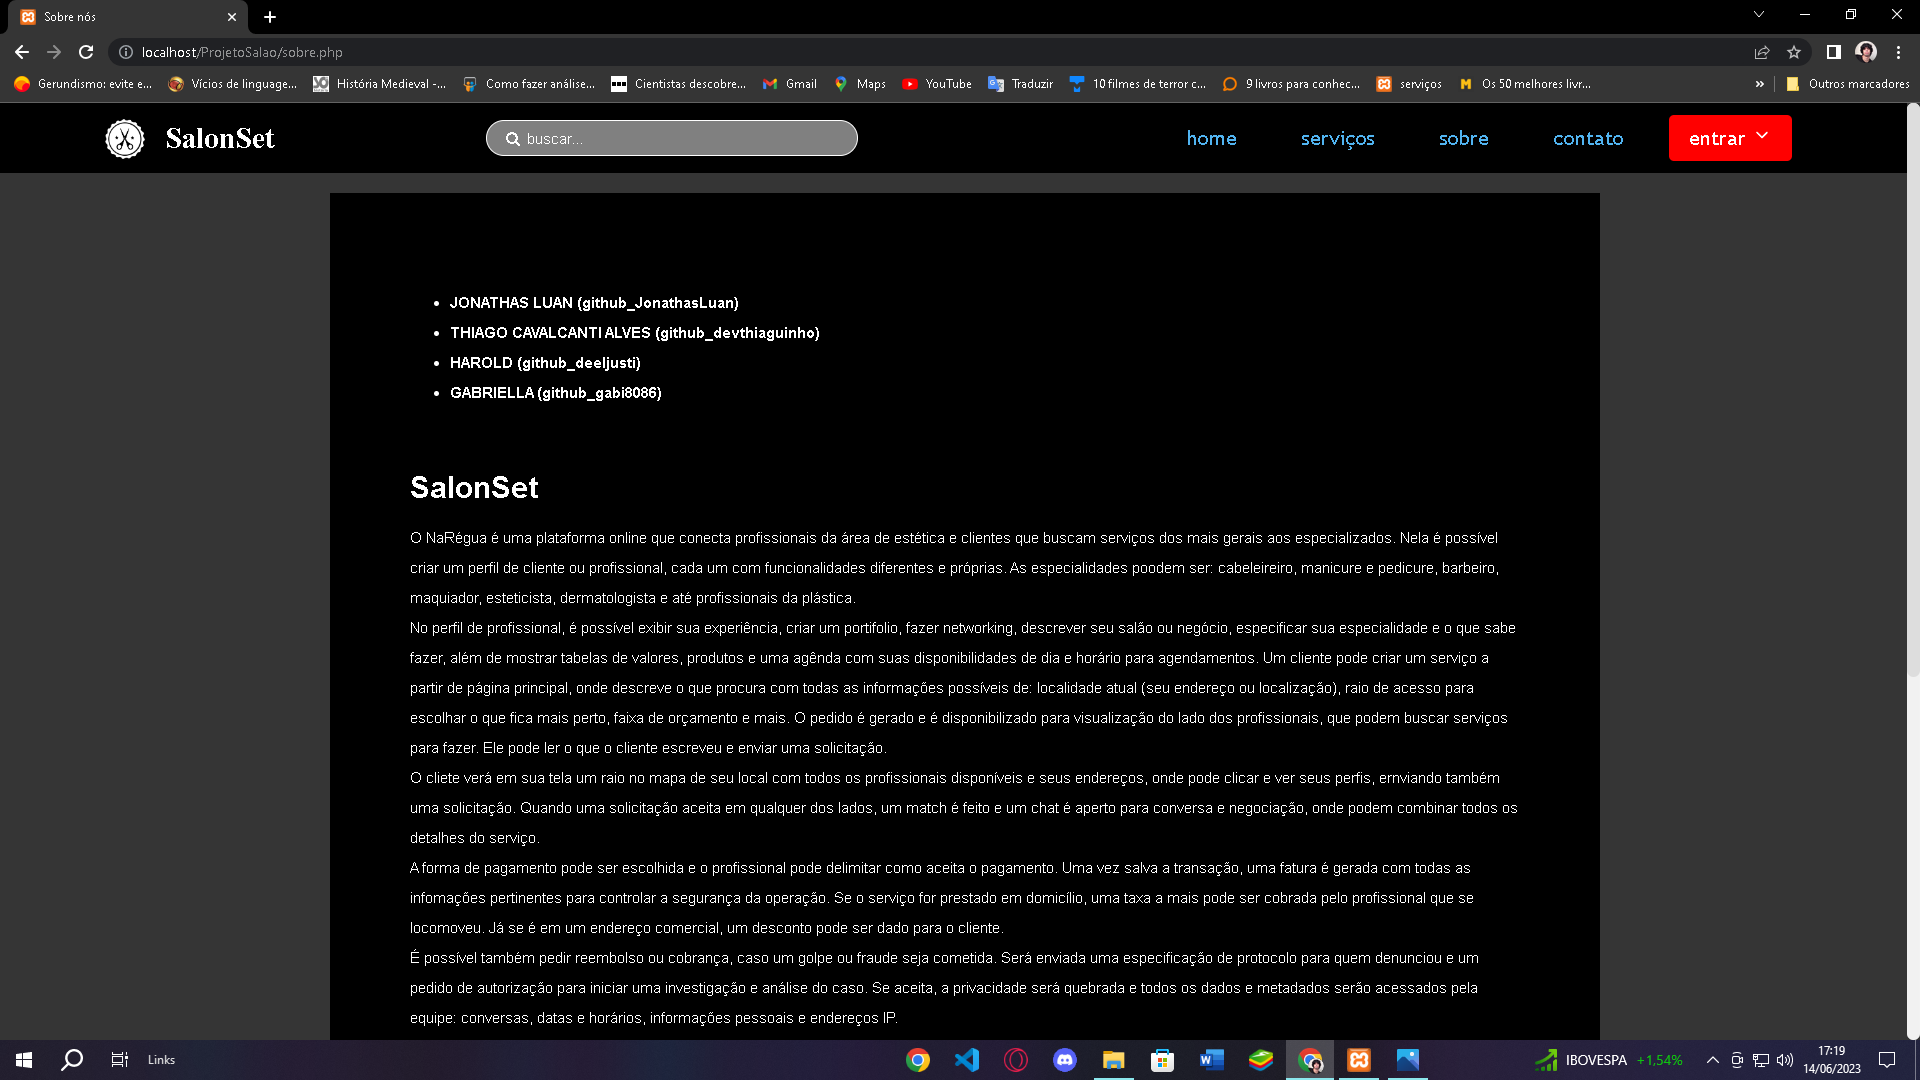 Sobre nós
localhost/ProjetoSalao/sobre.php
Gerundismo: evite e...
Vícios de linguage...
História Medieval -...
Como fazer análise...
Cientistas descobre...
Gmail
Maps
YouTube
Traduzir
10 filmes de terror c...
9 livros para conhec...
serviços
Os 50 melhores livr...
»
Outros marcadores
SalonSet
buscar...
home
serviços
sobre
contato
entrar
• JONATHAS LUAN (github_JonathasLuan)
• THIAGO CAVALCANTI ALVES (github_devthiaguinho)
• HAROLD (github_deeljusti)
• GABRIELLA (github_gabi8086)
SalonSet
O NaRégua é uma plataforma online que conecta profissionais da área de estética e clientes que buscam serviços dos mais gerais aos especializados. Nela é possível
criar um perfil de cliente ou profissional, cada um com funcionalidades diferentes e próprias. As especialidades poodem ser: cabeleireiro, manicure e pedicure, barbeiro,
maquiador, esteticista, dermatologista e até profissionais da plástica.
No perfil de profissional, é possível exibir sua experiência, criar um portifolio, fazer networking, descrever seu salão ou negócio, especificar sua especialidade e o que sabe
fazer, além de mostrar tabelas de valores, produtos e uma agênda com suas disponibilidades de dia e horário para agendamentos. Um cliente pode criar um serviço a
partir de página principal, onde descreve o que procura com todas as informações possíveis de: localidade atual (seu endereço ou localização), raio de acesso para
escolhar o que fica mais perto, faixa de orçamento e mais. O pedido é gerado e é disponibilizado para visualização do lado dos profissionais, que podem buscar serviços
para fazer. Ele pode ler o que o cliente escreveu e enviar uma solicitação.
O cliete verá em sua tela um raio no mapa de seu local com todos os profissionais disponíveis e seus endereços, onde pode clicar e ver seus perfis, ernviando também
uma solicitação. Quando uma solicitação aceita em qualquer dos lados, um match é feito e um chat é aperto para conversa e negociação, onde podem combinar todos os
detalhes do serviço.
A forma de pagamento pode ser escolhida e o profissional pode delimitar como aceita o pagamento. Uma vez salva a transação, uma fatura é gerada com todas as
infomações pertinentes para controlar a segurança da operação. Se o serviço for prestado em domicílio, uma taxa a mais pode ser cobrada pelo profissional que se
locomoveu. Já se é em um endereço comercial, um desconto pode ser dado para o cliente.
É possível também pedir reembolso ou cobrança, caso um golpe ou fraude seja cometida. Será enviada uma especificação de protocolo para quem denunciou e um
pedido de autorização para iniciar uma investigação e análise do caso. Se aceita, a privacidade será quebrada e todos os dados e metadados serão acessados pela
equipe: conversas, datas e horários, informações pessoais e endereços IP.
Links
IBOVESPA +1,54%
17:19
14/06/2023